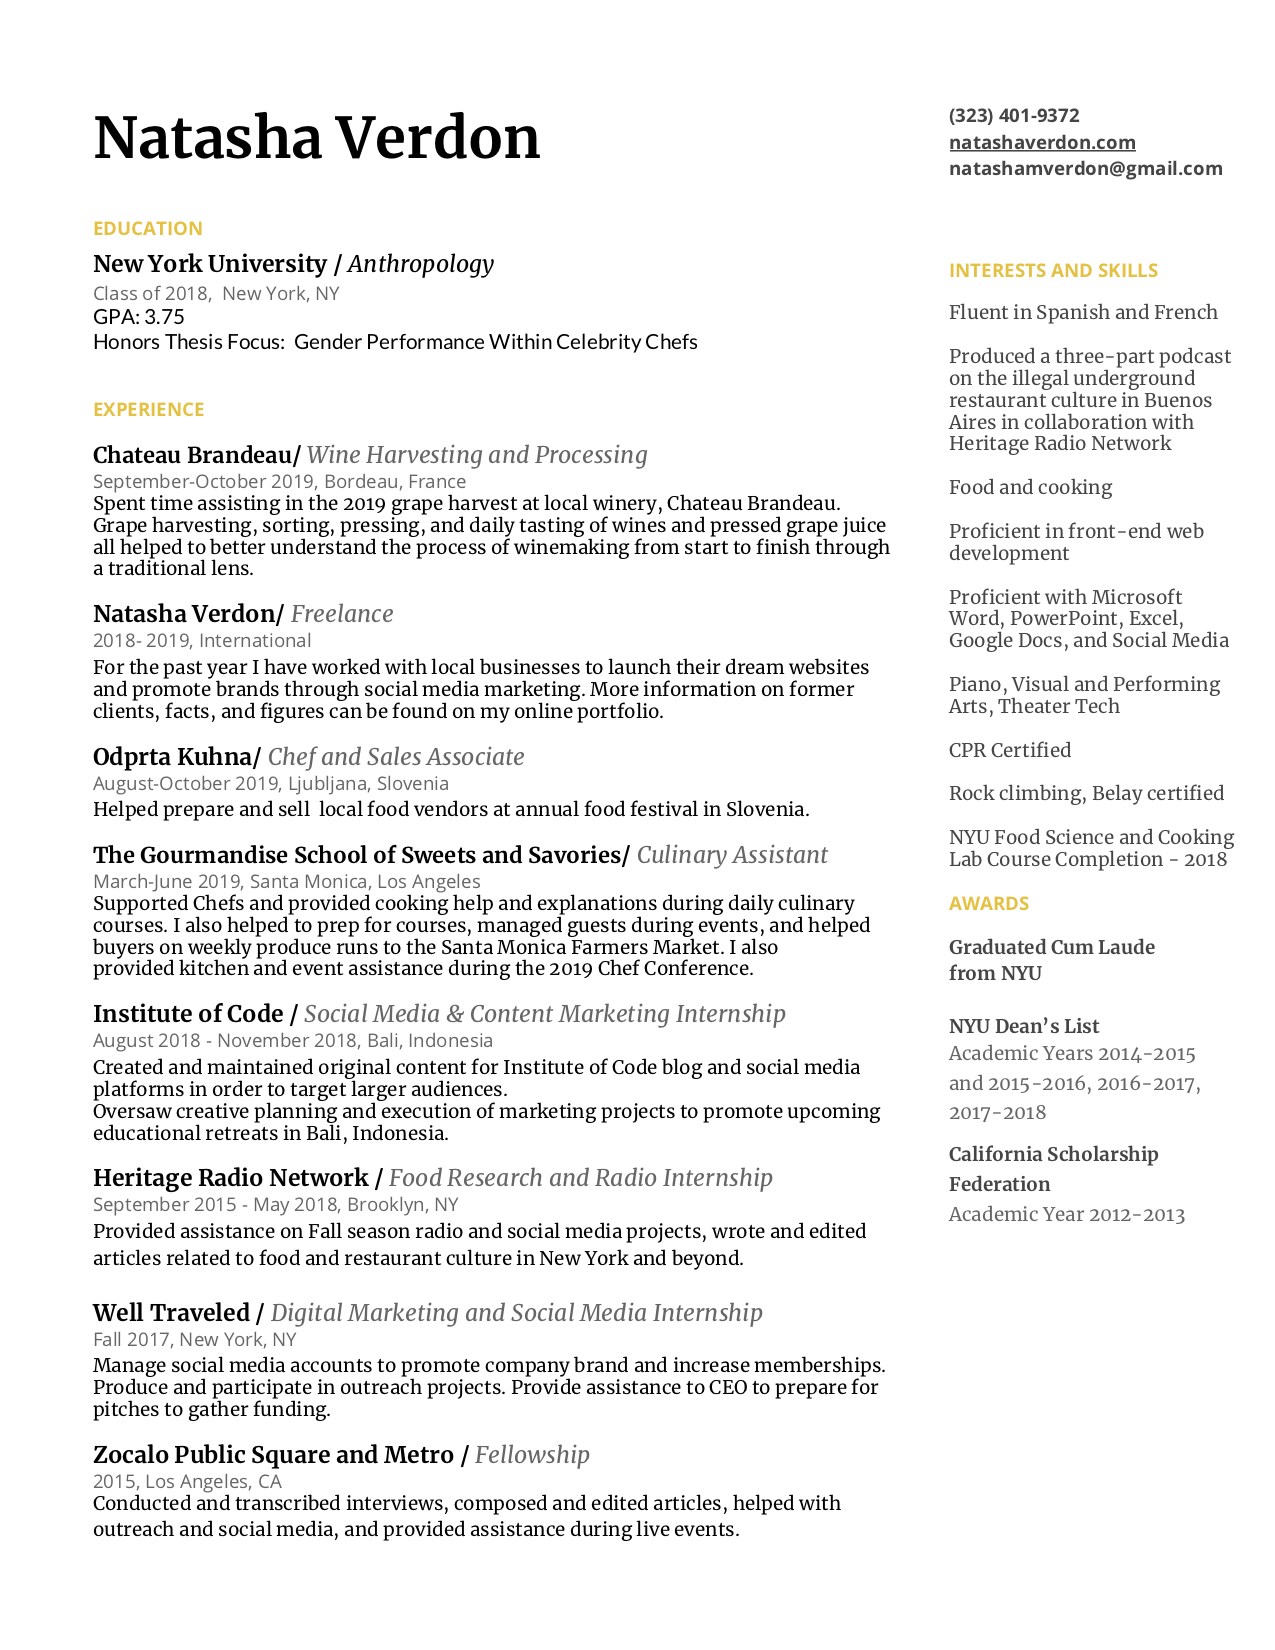 Natasha Verdon
(323) 401-9372
natashaverdon.com
natashamverdon@gmail.com
EDUCATION
New York University / Anthropology
Class of 2018,  New York, NY
GPA: 3.75
Honors Thesis Focus:  Gender Performance Within Celebrity Chefs
EXPERIENCE
Chateau Brandeau/ Wine Harvesting and Processing
September-October 2019, Bordeau, France
Spent time assisting in the 2019 grape harvest at local winery, Chateau Brandeau.
Grape harvesting, sorting, pressing, and daily tasting of wines and pressed grape juice
all helped to better understand the process of winemaking from start to finish through
a traditional lens.
Natasha Verdon/ Freelance
2018- 2019, International
For the past year I have worked with local businesses to launch their dream websites
and promote brands through social media marketing. More information on former
clients, facts, and figures can be found on my online portfolio.
Odprta Kuhna/ Chef and Sales Associate
August-October 2019, Ljubljana, Slovenia
Helped prepare and sell  local food vendors at annual food festival in Slovenia.
The Gourmandise School of Sweets and Savories/ Culinary Assistant
March-June 2019, Santa Monica, Los Angeles
Supported Chefs and provided cooking help and explanations during daily culinary
courses. I also helped to prep for courses, managed guests during events, and helped
buyers on weekly produce runs to the Santa Monica Farmers Market. I also
provided kitchen and event assistance during the 2019 Chef Conference.
Institute of Code / Social Media & Content Marketing Internship
August 2018 - November 2018, Bali, Indonesia
Created and maintained original content for Institute of Code blog and social media
platforms in order to target larger audiences.
Oversaw creative planning and execution of marketing projects to promote upcoming
educational retreats in Bali, Indonesia.
Heritage Radio Network / Food Research and Radio Internship
September 2015 - May 2018, Brooklyn, NY
Provided assistance on Fall season radio and social media projects, wrote and edited
articles related to food and restaurant culture in New York and beyond.
Well Traveled / Digital Marketing and Social Media Internship
Fall 2017, New York, NY
Manage social media accounts to promote company brand and increase memberships.
Produce and participate in outreach projects. Provide assistance to CEO to prepare for
pitches to gather funding.
Zocalo Public Square and Metro / Fellowship
2015, Los Angeles, CA
Conducted and transcribed interviews, composed and edited articles, helped with
outreach and social media, and provided assistance during live events.
INTERESTS AND SKILLS
Fluent in Spanish and French
Produced a three-part podcast
on the illegal underground
restaurant culture in Buenos
Aires in collaboration with
Heritage Radio Network
Food and cooking
Proficient in front-end web
development
Proficient with Microsoft
Word, PowerPoint, Excel,
Google Docs, and Social Media
Piano, Visual and Performing
Arts, Theater Tech
CPR Certified
Rock climbing, Belay certified
NYU Food Science and Cooking
Lab Course Completion - 2018
AWARDS
Graduated Cum Laude
from NYU
NYU Dean’s List
Academic Years 2014-2015
and 2015-2016, 2016-2017,
2017-2018
California Scholarship
Federation
Academic Year 2012-2013